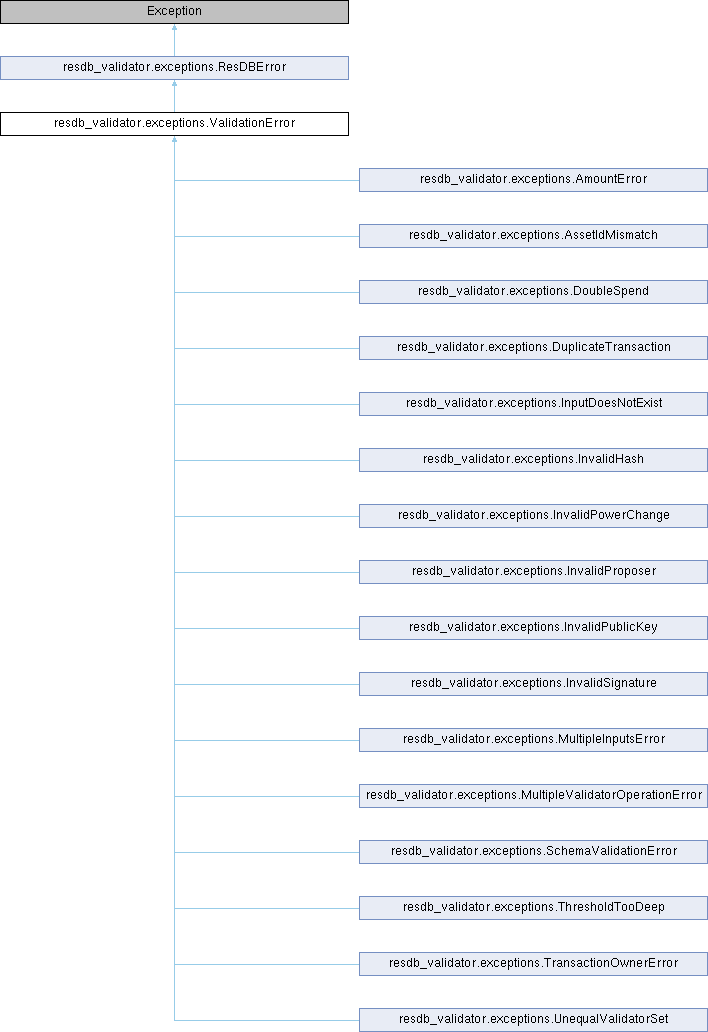 Exception
resdb_validator.exceptions.ResDBError
resdb_validator.exceptions.ValidationError
resdb_validator.exceptions.AmountError
resdb_validator.exceptions.AssetIdMismatch
resdb_validator.exceptions.DoubleSpend
resdb_validator.exceptions.DuplicateTransaction
resdb_validator.exceptions.InputDoesNotExist
resdb_validator.exceptions.InvalidHash
resdb_validator.exceptions.InvalidPowerChange
resdb_validator.exceptions.InvalidProposer
resdb_validator.exceptions.InvalidPublicKey
resdb_validator.exceptions.InvalidSignature
resdb_validator.exceptions.MultipleInputsError
resdb_validator.exceptions.MultipleValidatorOperationError
resdb_validator.exceptions.SchemaValidationError
resdb_validator.exceptions.ThresholdTooDeep
resdb_validator.exceptions.TransactionOwnerError
resdb_validator.exceptions.UnequalValidatorSet